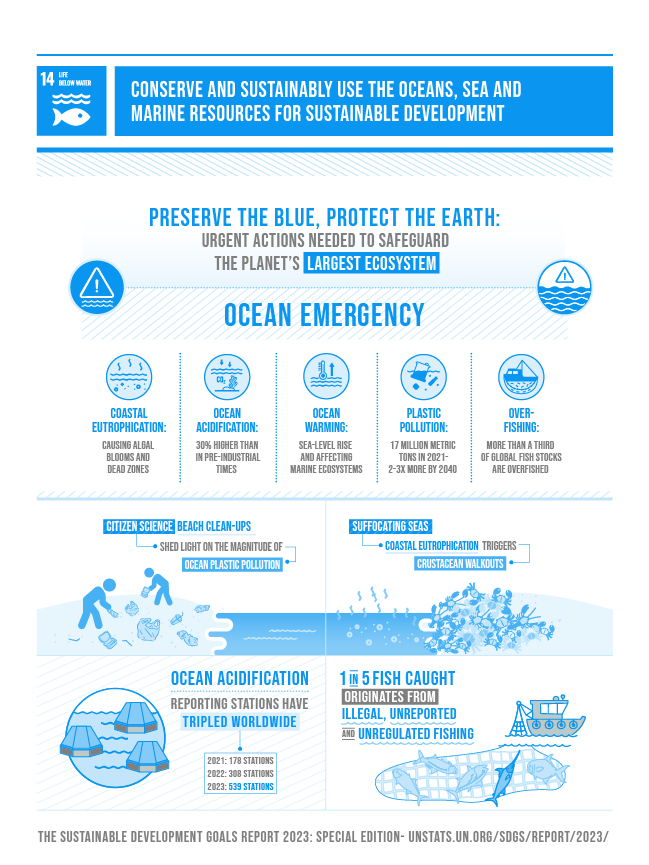 14 LIFE
BELOW WATER
CONSERVE AND SUSTAINABLY USE THE OCEANS, SEA AND
MARINE RESOURCES FOR SUSTAINABLE DEVELOPMENT
PRESERVE THE BLUE, PROTECT THE EARTH:
URGENT ACTIONS NEEDED TO SAFEGUARD
THE PLANET'S LARGEST ECOSYSTEM
OCEAN EMERGENCY
COASTAL
EUTROPHICATION:
CAUSING ALGAL
BLOOMS AND
DEAD ZONES
OCEAN
ACIDIFICATION:
30% HIGHER THAN
IN PRE-INDUSTRIAL
TIMES
OCEAN
WARMING:
SEA-LEVEL RISE
AND AFFECTING
MARINE ECOSYSTEMS
PLASTIC
POLLUTION:
17 MILLION METRIC
TONS IN 2021-
2-3X MORE BY 2040
OVER-
FISHING:
MORE THAN A THIRD
OF GLOBAL FISH STOCKS
ARE OVERFISHED
CITIZEN SCIENCE BEACH CLEAN-UPS
SHED LIGHT ON THE MAGNITUDE OF
OCEAN PLASTIC POLLUTION
SUFFOCATING SEAS
COASTAL EUTROPHICATION TRIGGERS
CRUSTACEAN WALKOUTS
OCEAN ACIDIFICATION
REPORTING STATIONS HAVE
TRIPLED WORLDWIDE
2021: 178 STATIONS
2022: 308 STATIONS
2023: 539 STATIONS
1 IN 5 FISH CAUGHT
ORIGINATES FROM
ILLEGAL, UNREPORTED
AND UNREGULATED FISHING
THE SUSTAINABLE DEVELOPMENT GOALS REPORT 2023: SPECIAL EDITION- UNSTATS.UN.ORG/SDGS/REPORT/2023/